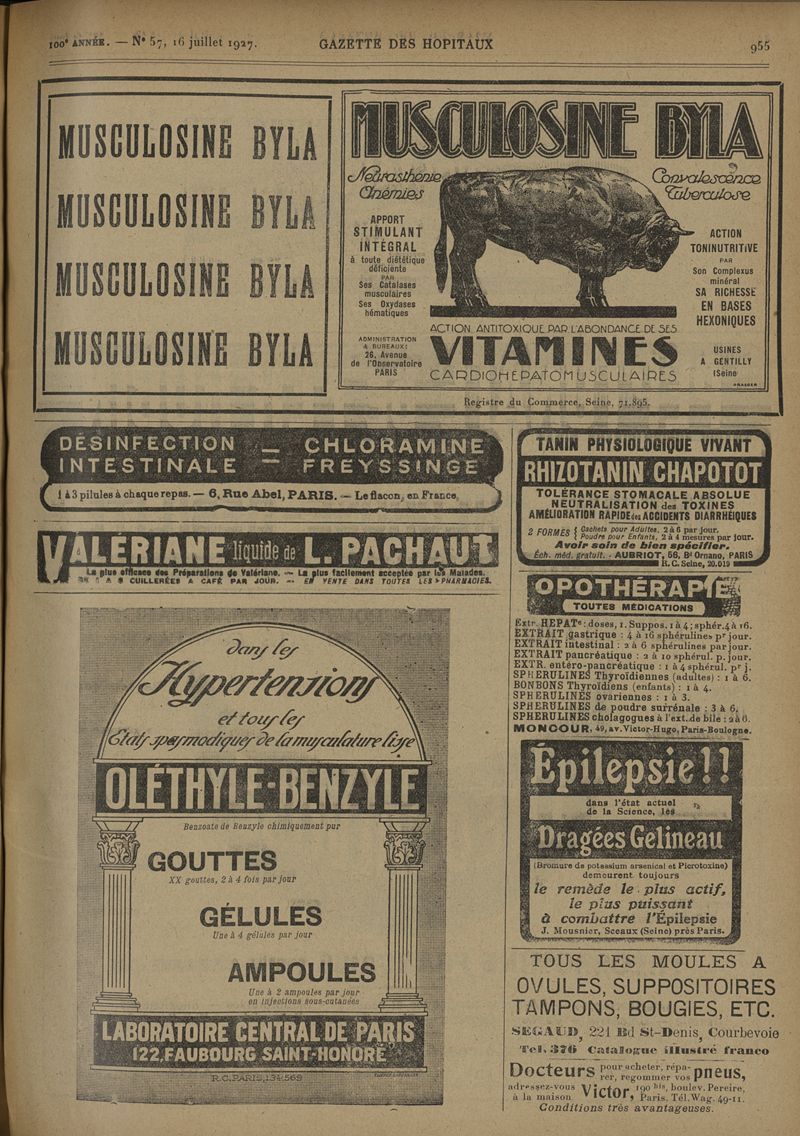 100e ANNÉE. — N° 57, 16 juillet 1927.
GAZETTE DES HOPITAUX
955
MUSCULOSINE BYLA
MUSCULOSINE BYLA
MUSCULOSINE BYLA
MUSCULOSINE BYLA
MUSCULOSINE BYLA
Neurasthénie
Anémies
Convalescence
Tuberculose
APPORT
STIMULANT
INTÉGRAL
à toute diététique
déficiente
PAR
Ses Catalases
musculaires
Ses Oxydases
hématiques
ACTION
TONINUTRITIVE
PAR
Son Complexus
minéral
SA RICHESSE
EN BASES
HEXONIQUES
ACTION ANTITOXIQUE PAR L'ABONDANCE DE SES
VITAMINES
CARDIOHEPATOMUSCULAIRES
ADMINISTRATION
& BUREAUX:
26, Avenue
de l'Observatoire
PARIS
USINES
A GENTILLY
(Seine)
Registre du Commerce, Seine, 71.895.
DÉSINFECTION — CHLORAMINE
INTESTINALE = FREYSSINGE
1 à 3 pilules à chaque repas. — 6, Rue Abel, PARIS. — Le flacon, en France,
VALÉRIANE liquide de L. PACHAUT
La plus efficace des Préparations de Valériane. — La plus facilement acceptée par les Malades.
CUILLERÉES A CAFÉ PAR JOUR. — EN VENTE DANS TOUTES LES PHARMACIES.
dans les
Hypertensions
et tous les
États spasmodiques de la musculature lisse
OLÉTHYLE-BENZYLE
Benzoate de Benzyle chimiquement pur
GOUTTES
XX gouttes, 2 à 4 fois par jour
GÉLULES
Une à 4 gélules par jour
AMPOULES
Une à 2 ampoules par jour
en injections sous-cutanées
LABORATOIRE CENTRAL DE PARIS
122, FAUBOURG SAINT-HONORÉ
R.C. PARIS, 134569
TANIN PHYSIOLOGIQUE VIVANT
RHIZOTANIN CHAPOTOT
TOLÉRANCE STOMACALE ABSOLUE
NEUTRALISATION des TOXINES
AMÉLIORATION RAPIDE des ACCIDENTS DIARRHÉIQUES
2 FORMES { Cachets pour Adultes, 2 à 6 par jour.
Poudre pour Enfants, 2 à 4 mesures par jour.
Avoir soin de bien spécifier.
Éch. méd. gratuit. - AUBRIOT, 56, Bd Ornano, PARIS
R. C. Seine, 20.019
OPOTHÉRAPIE
TOUTES MÉDICATIONS
Extr. HÉPATe: doses, 1. Suppos. 1 à 4; sphér. 4 à 16.
EXTRAIT gastrique : 4 à 16 sphérulines pr jour.
EXTRAIT intestinal : 2 à 6 sphérulines par jour.
EXTRAIT pancréatique : 2 à 10 sphérul. p. jour.
EXTR. entéro-pancréatique : 1 à 4 sphérul. pr j.
SPHÉRULINES Thyroïdiennes (adultes) : 1 à 6.
BONBONS Thyroïdiens (enfants) : 1 à 4.
SPHERULINES ovariennes : 1 à 3.
SPHERULINES de poudre surrénale : 3 à 6.
SPHERULINES cholagogues à l'ext. de bile : 2 à 6.
MONCOUR, 49, av. Victor-Hugo, Paris-Boulogne.
Épilepsie!!
dans l'état actuel
de la Science, les
Dragées Gelineau
(Bromure de potassium arsenical et Picrotoxine)
demeurent toujours
le remède le plus actif,
le plus puissant
à combattre l'Épilepsie
J. Mousnier, Sceaux (Seine) près Paris.
TOUS LES MOULES A
OVULES, SUPPOSITOIRES
TAMPONS, BOUGIES, ETC.
SEGAUD, 221 Bd St-Denis, Courbevoie
Tel. 376 Catalogue illustré franco
Docteurs pour acheter, réparer, regommer vos pneus,
adressez-vous à la maison Victor, 190 bis, boulev. Pereire, Paris. Tél. Wag. 49-11.
Conditions très avantageuses.